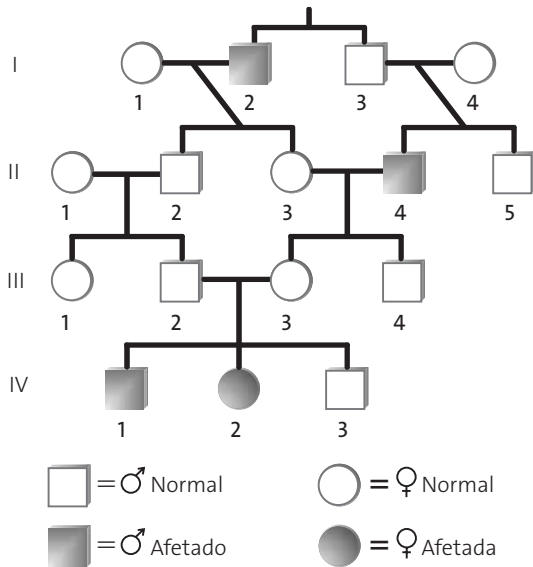 I
1 2 3 4
II
1 2 3 4 5
III
1 2 3 4
IV
1 2 3
= ♂ Normal = ♀ Normal
= ♂ Afetado = ♀ Afetada